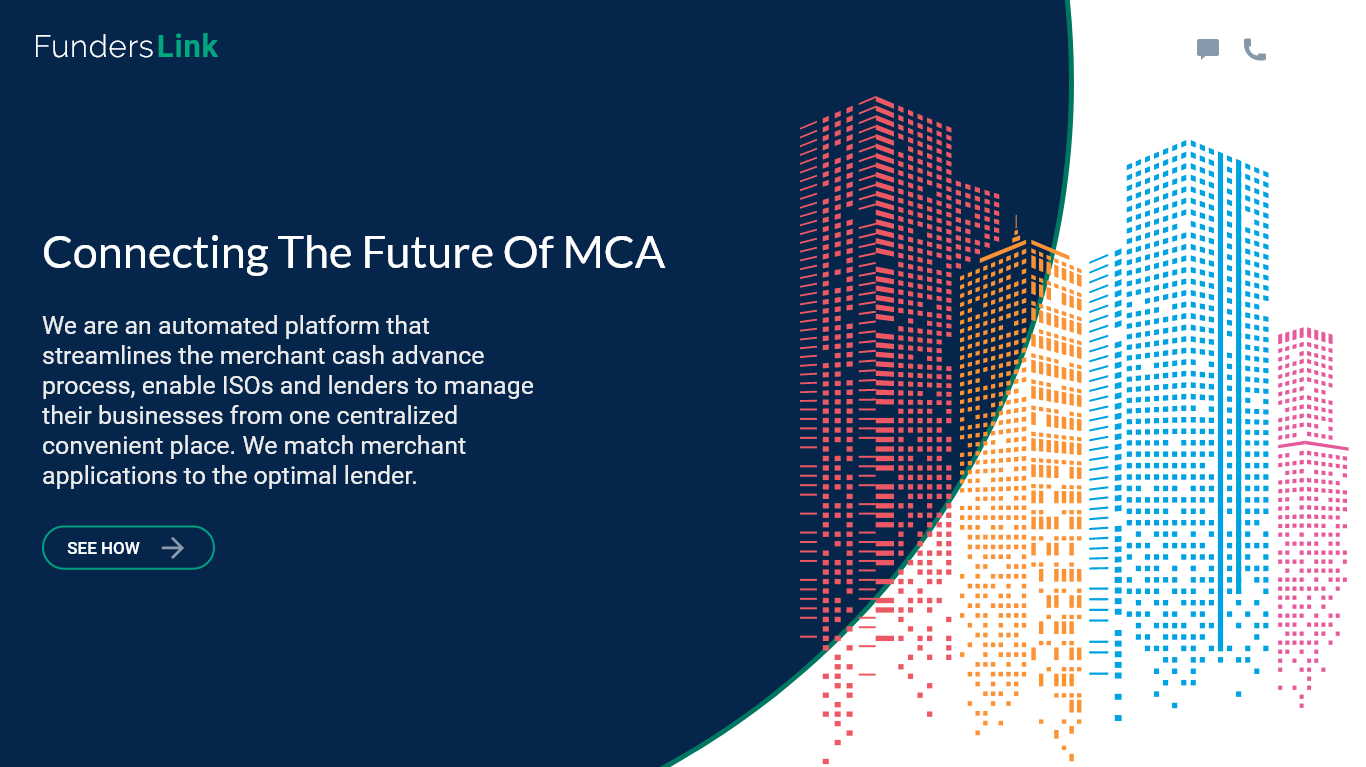 FundersLink
Connecting The Future Of MCA
We are an automated platform that
streamlines the merchant cash advance
process, enable ISOs and lenders to manage
their businesses from one centralized
convenient place. We match merchant
applications to the optimal lender.
SEE HOW